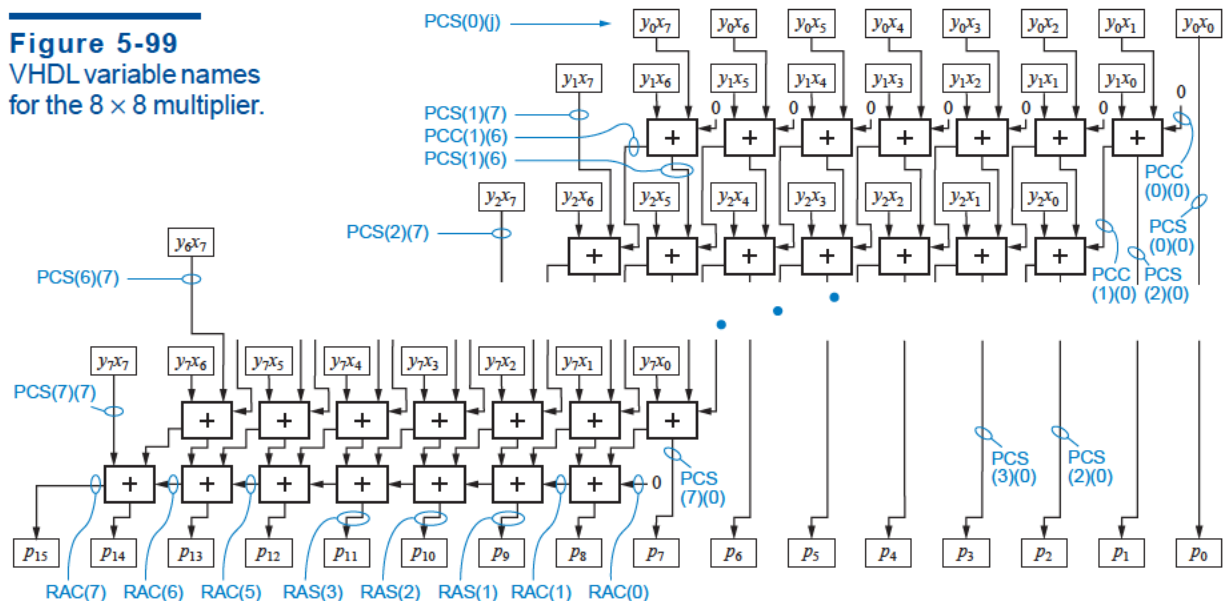 Figure 5-99
VHDL variable names
for the 8 × 8 multiplier.
PCS(0)(j)
y0x7 y0x6 y0x5 y0x4 y0x3 y0x2 y0x1 y0x0
y1x7 y1x6 y1x5 y1x4 y1x3 y1x2 y1x1 y1x0
0 0 0 0 0 0 0
PCS(1)(7)
PCC(1)(6)
PCS(1)(6)
+ + + + + + +
PCC
(0)(0)
y2x7 y2x6 y2x5 y2x4 y2x3 y2x2 y2x1 y2x0
PCS
(0)(0)
PCS(2)(7)
+ + + + + + +
PCC
(1)(0)
PCS
(2)(0)
y6x7
PCS(6)(7)
y7x7 y7x6 y7x5 y7x4 y7x3 y7x2 y7x1 y7x0
PCS(7)(7)
+ + + + + + +
PCS
(7)(0)
PCS
(3)(0)
PCS
(2)(0)
+ + + + + + + 0
p15 p14 p13 p12 p11 p10 p9 p8 p7 p6 p5 p4 p3 p2 p1 p0
RAC(7) RAC(6) RAC(5) RAS(3) RAS(2) RAS(1) RAC(1) RAC(0)